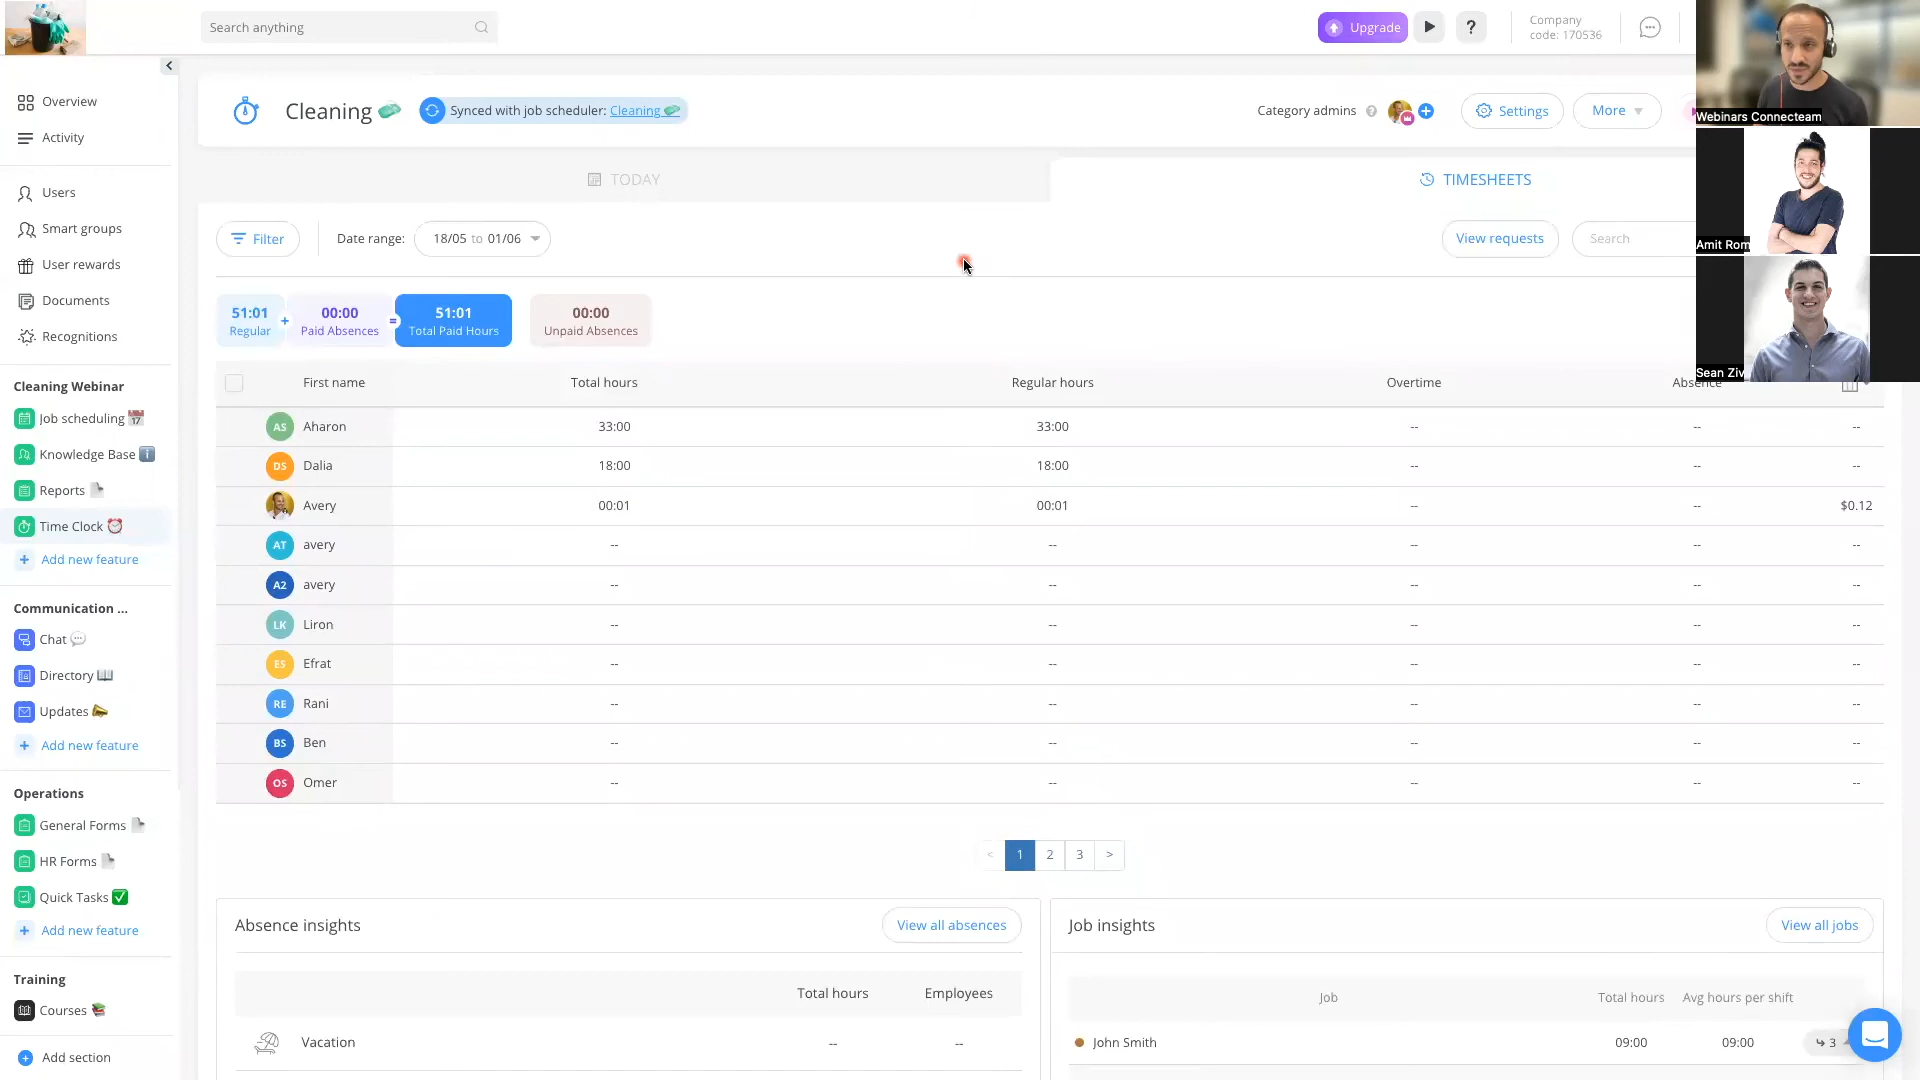 Search anything
Upgrade
?
Company
code: 170536
Webinars Connecteam
Amit Rom
Sean Ziv
Overview
Activity
Users
Smart groups
User rewards
Documents
Recognitions
Cleaning Webinar
Job scheduling
Knowledge Base
Reports
Time Clock
+ Add new feature
Communication ...
Chat
Directory
Updates
+ Add new feature
Operations
General Forms
HR Forms
Quick Tasks
+ Add new feature
Training
Courses
Add section
Cleaning
Synced with job scheduler: Cleaning
Category admins ?
Settings
More
TODAY
TIMESHEETS
Filter
Date range:
18/05 to 01/06
View requests
Search
51:01 + 00:00 = 51:01 00:00
Regular Paid Absences Total Paid Hours Unpaid Absences
First name Total hours Regular hours Overtime Absence
AS Aharon 33:00 33:00 -- -- --
DS Dalia 18:00 18:00 -- -- --
Avery 00:01 00:01 -- -- $0.12
AT avery -- -- -- -- --
A2 avery -- -- -- -- --
LK Liron -- -- -- -- --
ES Efrat -- -- -- -- --
RE Rani -- -- -- -- --
BS Ben -- -- -- -- --
OS Omer -- -- -- -- --
< 1 2 3 >
Absence insights
View all absences
Total hours Employees
Vacation -- --
Job insights
View all jobs
Job Total hours Avg hours per shift
John Smith 09:00 09:00 3